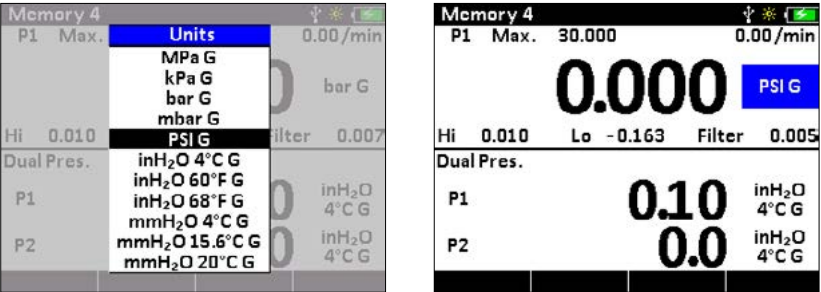 Memory 4
P1 Max. 0.00/min
Units
MPa G
kPa G
bar G
mbar G
PSI G
inH₂O 4°C G
inH₂O 60°F G
inH₂O 68°F G
mmH₂O 4°C G
mmH₂O 15.6°C G
mmH₂O 20°C G
bar G
Hi 0.010 Filter 0.007
Dual Pres.
P1 0 inH₂O
4°C G
P2 0 inH₂O
4°C G
Memory 4
P1 Max. 30.000 0.00/min
0.000 PSI G
Hi 0.010 Lo -0.163 Filter 0.005
Dual Pres.
P1 0.10 inH₂O
4°C G
P2 0.0 inH₂O
4°C G